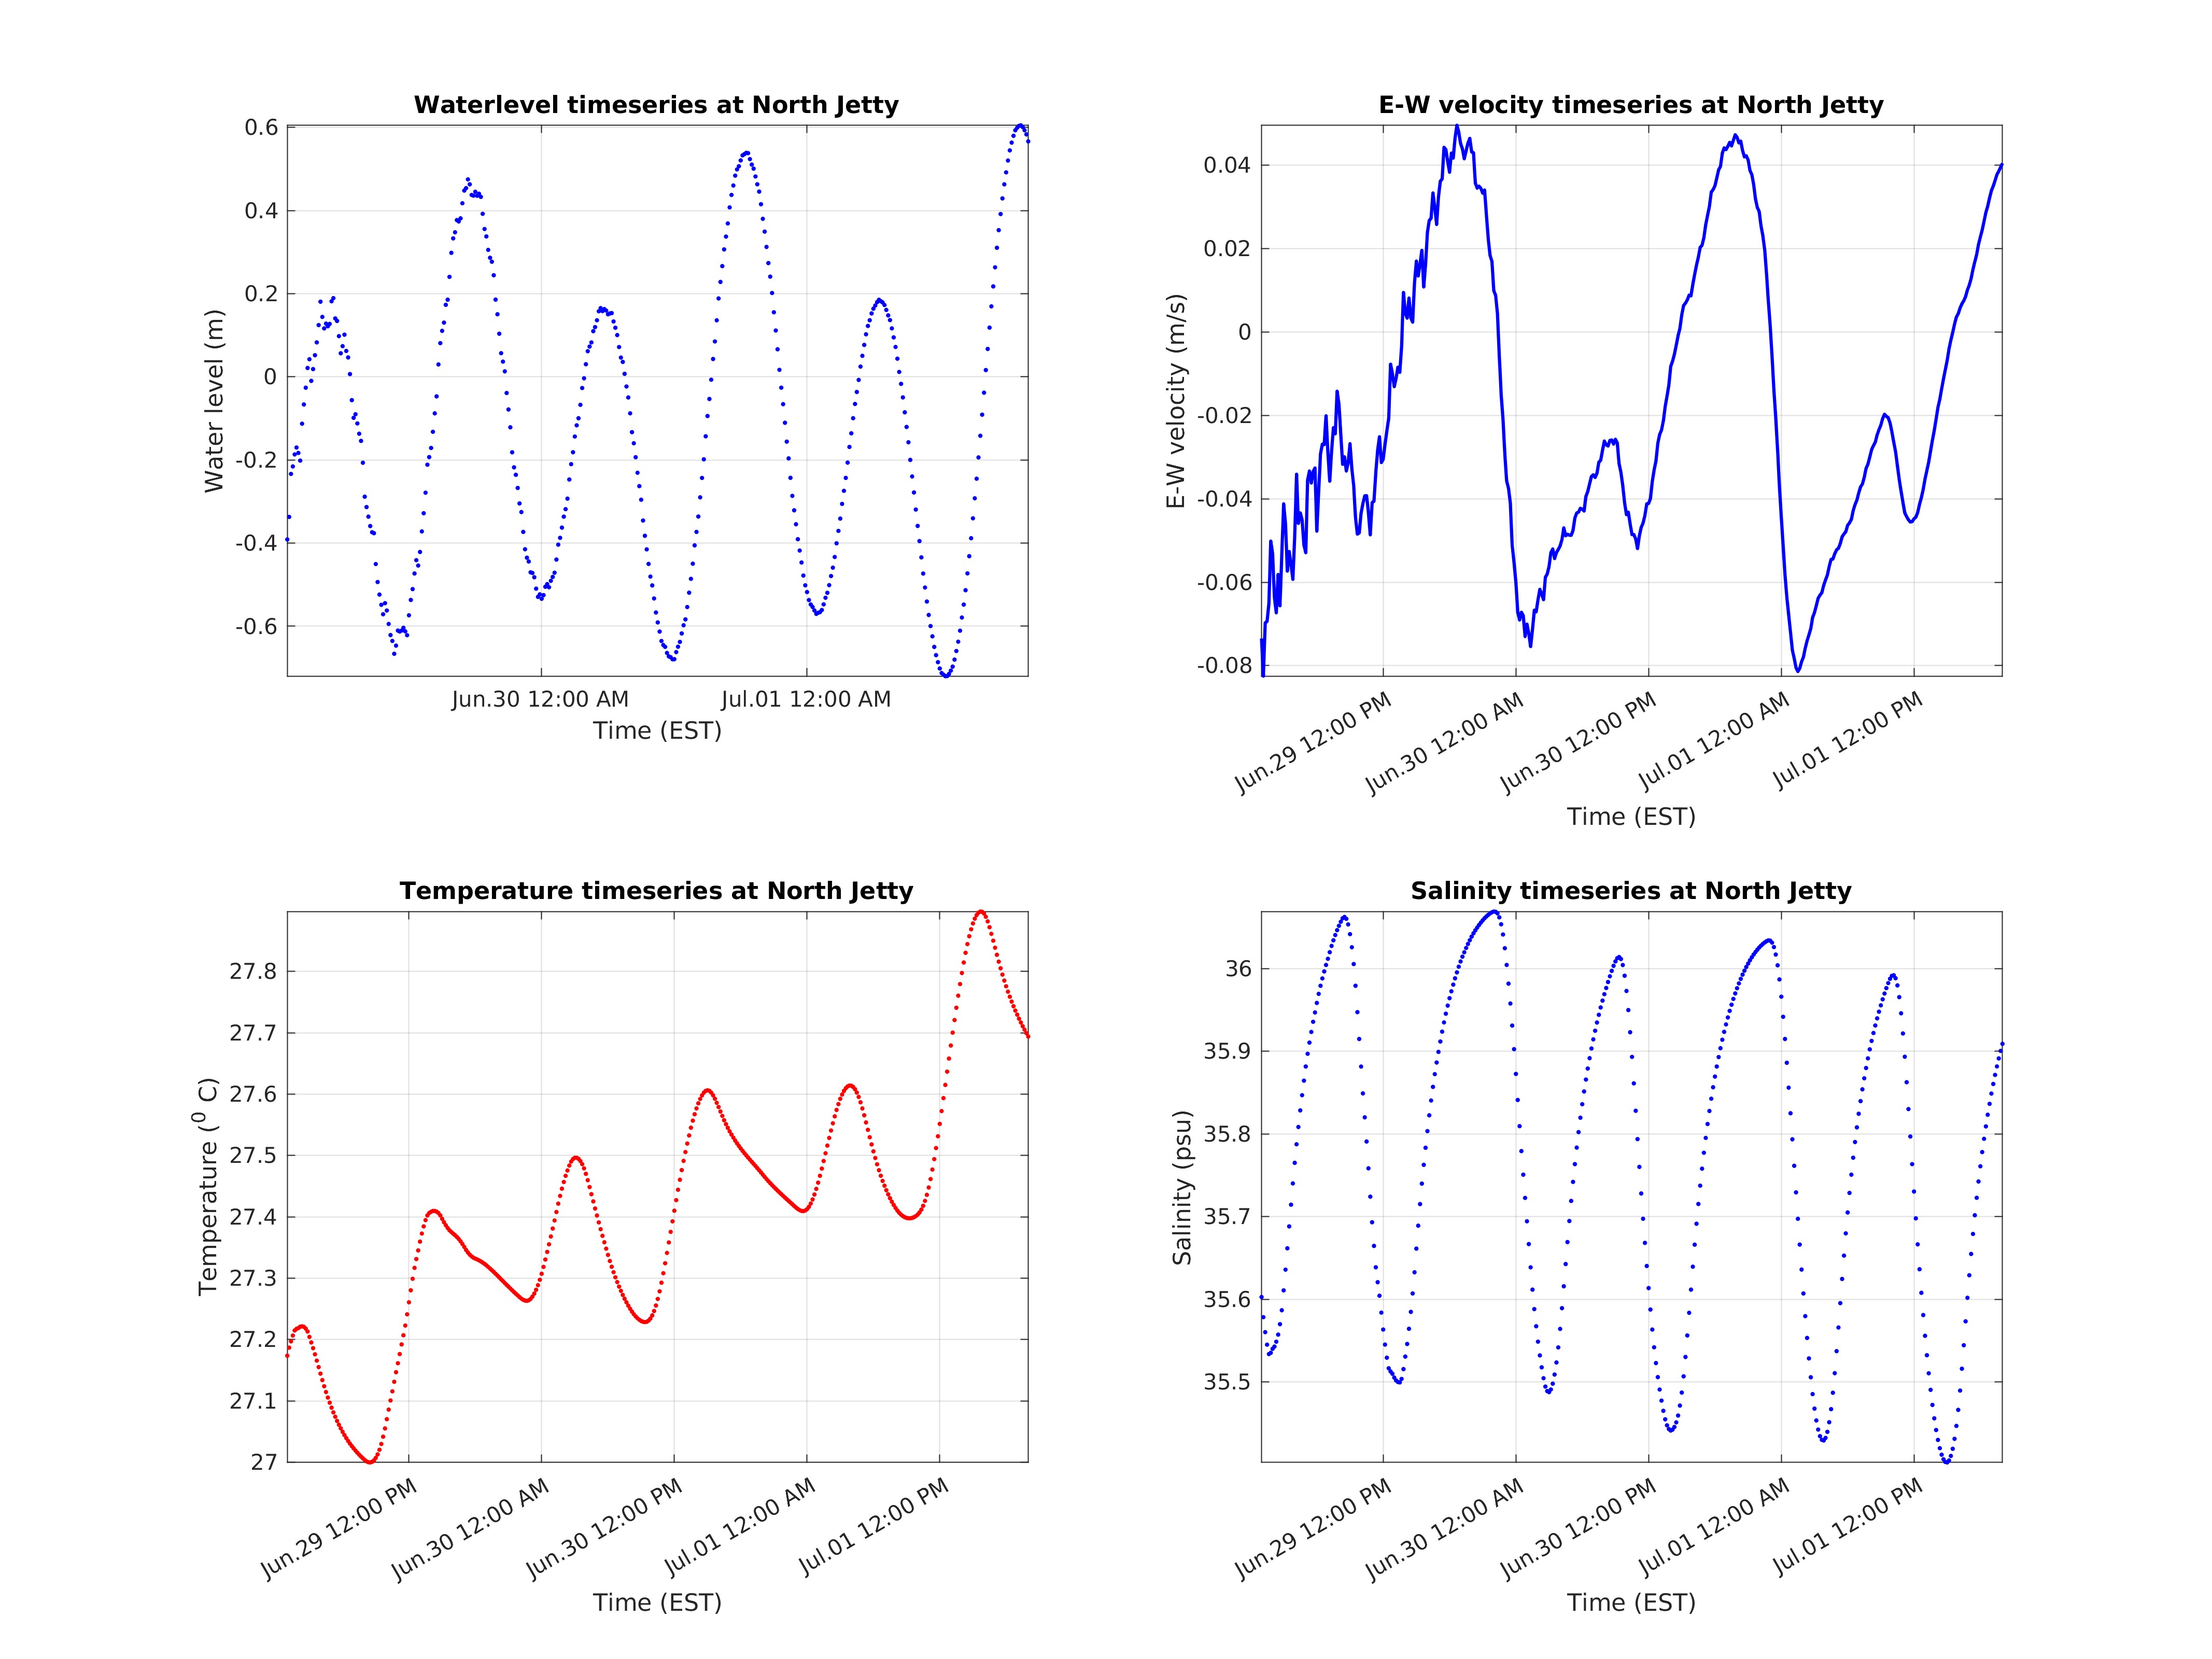 Waterlevel timeseries at North Jetty
0.6
0.4
0.2
0
-0.2
-0.4
-0.6
Water level (m)
Jun.30 12:00 AM
Jul.01 12:00 AM
Time (EST)
E-W velocity timeseries at North Jetty
0.04
0.02
0
-0.02
-0.04
-0.06
-0.08
E-W velocity (m/s)
Jun.29 12:00 PM
Jun.30 12:00 AM
Jun.30 12:00 PM
Jul.01 12:00 AM
Jul.01 12:00 PM
Time (EST)
Temperature timeseries at North Jetty
27.8
27.7
27.6
27.5
27.4
27.3
27.2
27.1
27
Temperature (⁰ C)
Jun.29 12:00 PM
Jun.30 12:00 AM
Jun.30 12:00 PM
Jul.01 12:00 AM
Jul.01 12:00 PM
Time (EST)
Salinity timeseries at North Jetty
36
35.9
35.8
35.7
35.6
35.5
Salinity (psu)
Jun.29 12:00 PM
Jun.30 12:00 AM
Jun.30 12:00 PM
Jul.01 12:00 AM
Jul.01 12:00 PM
Time (EST)